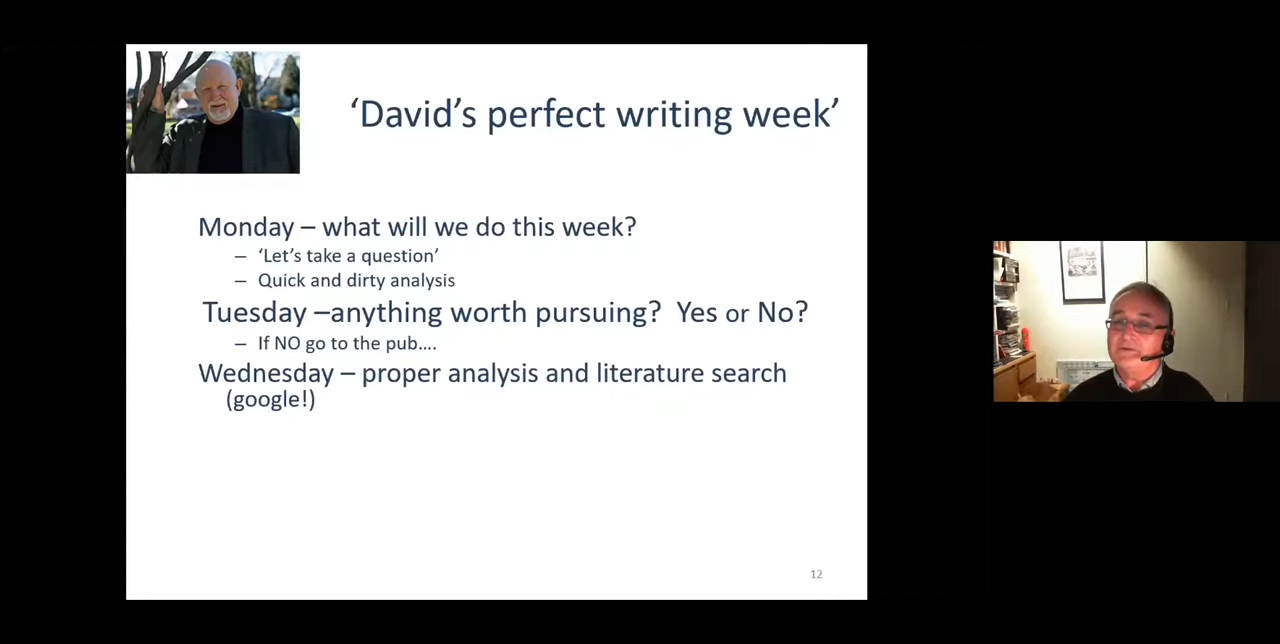 ‘David’s perfect writing week’
Monday – what will we do this week?
– ‘Let’s take a question’
– Quick and dirty analysis
Tuesday –anything worth pursuing? Yes or No?
– If NO go to the pub….
Wednesday – proper analysis and literature search
(google!)
12